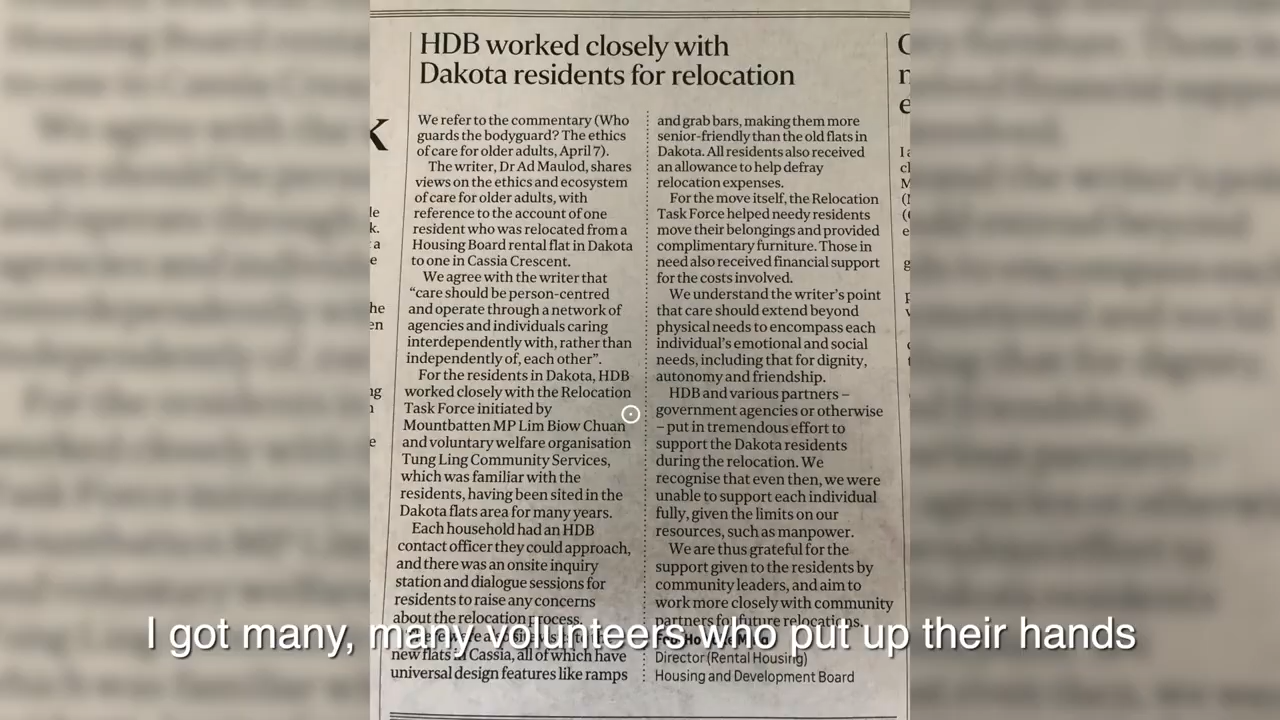 HDB worked closely with
Dakota residents for relocation
We refer to the commentary (Who
guards the bodyguard? The ethics
of care for older adults, April 7).
The writer, Dr Ad Maulod, shares
views on the ethics and ecosystem
of care for older adults, with
reference to the account of one
resident who was relocated from a
Housing Board rental flat in Dakota
to one in Cassia Crescent.
We agree with the writer that
“care should be person-centred
and operate through a network of
agencies and individuals caring
interdependently with, rather than
independently of, each other”.
For the residents in Dakota, HDB
worked closely with the Relocation
Task Force initiated by
Mountbatten MP Lim Biow Chuan
and voluntary welfare organisation
Tung Ling Community Services,
which was familiar with the
residents, having been sited in the
Dakota flats area for many years.
Each household had an HDB
contact officer they could approach,
and there was an onsite inquiry
station and dialogue sessions for
residents to raise any concerns
about the relocation process.
new flats in Cassia, all of which have
universal design features like ramps
and grab bars, making them more
senior-friendly than the old flats in
Dakota. All residents also received
an allowance to help defray
relocation expenses.
For the move itself, the Relocation
Task Force helped needy residents
move their belongings and provided
complimentary furniture. Those in
need also received financial support
for the costs involved.
We understand the writer's point
that care should extend beyond
physical needs to encompass each
individual's emotional and social
needs, including that for dignity,
autonomy and friendship.
HDB and various partners –
government agencies or otherwise
– put in tremendous effort to
support the Dakota residents
during the relocation. We
recognise that even then, we were
unable to support each individual
fully, given the limits on our
resources, such as manpower.
We are thus grateful for the
support given to the residents by
community leaders, and aim to
work more closely with community
partners for future relocations.
Director (Rental Housing)
Housing and Development Board
I got many, many volunteers who put up their hands